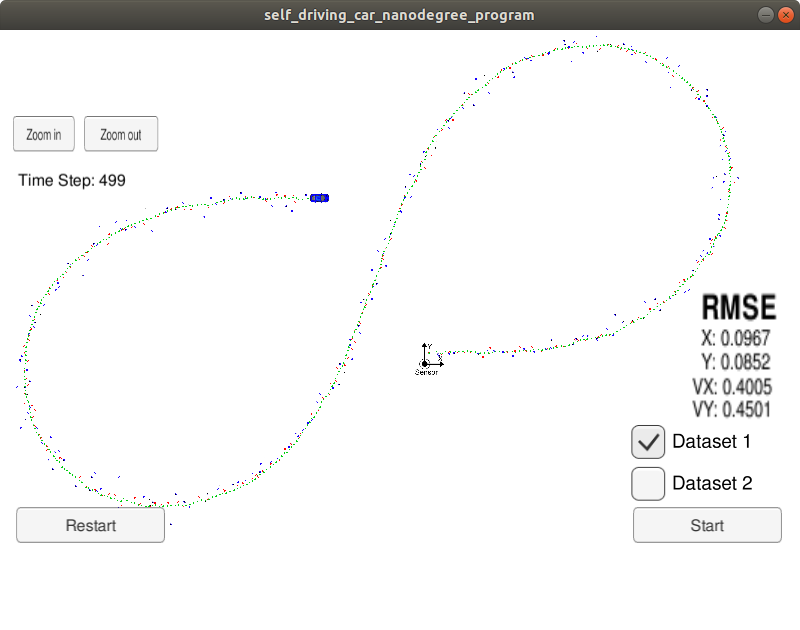 self_driving_car_nanodegree_program
Zoom in
Zoom out
Time Step: 499
Y
X
Sensor
RMSE
X: 0.0967
Y: 0.0852
VX: 0.4005
VY: 0.4501
Dataset 1
Dataset 2
Restart
Start